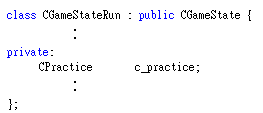 class CGameStateRun : public CGameState {
:
private:
CPractice c_practice;
:
};